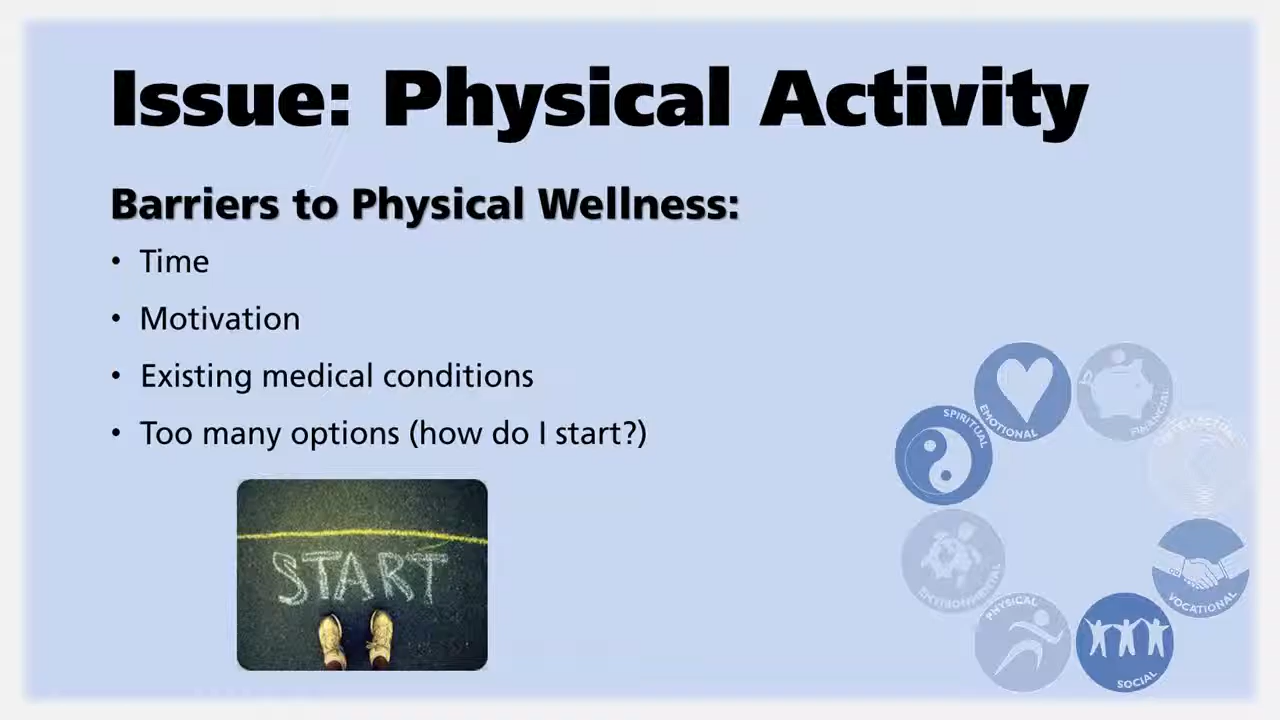 Issue: Physical Activity
Barriers to Physical Wellness:
• Time
• Motivation
• Existing medical conditions
• Too many options (how do I start?)
START
EMOTIONAL
FINANCIAL
SPIRITUAL
ENVIRONMENTAL
VOCATIONAL
PHYSICAL
SOCIAL